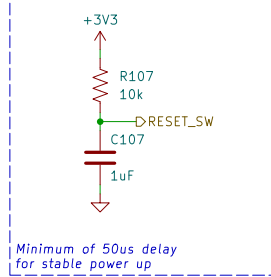 +3V3
R107
10k
RESET_SW
C107
1uF
Minimum of 50us delay
for stable power up